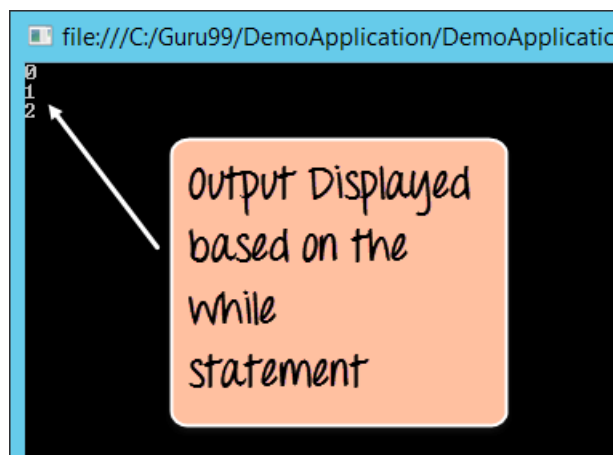 file:///C:/Guru99/DemoApplication/DemoApplicatio
0
1
2
Output Displayed
based on the
while
statement